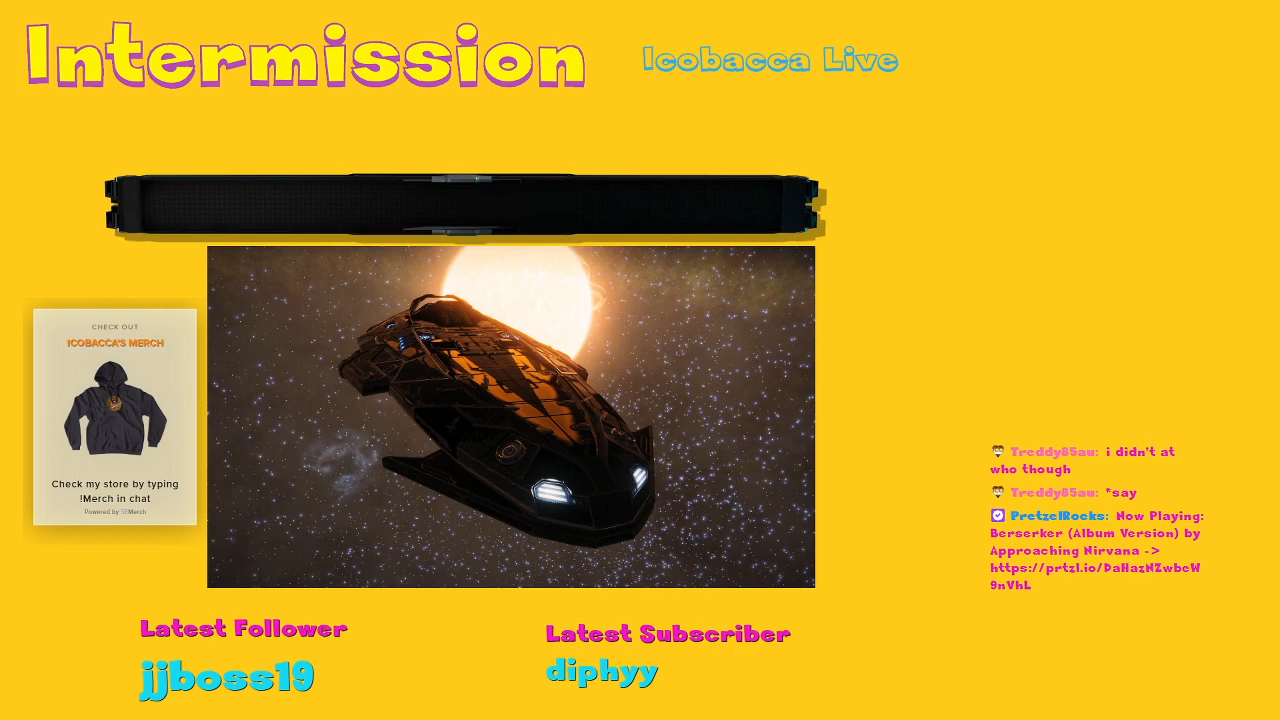 Intermission
Icobacca Live
CHECK OUT
ICOBACCA'S MERCH
Check my store by typing
!Merch in chat
Powered by SEMerch
Treddy85au: i didn't at
who though
Treddy85au: *say
PretzelRocks: Now Playing:
Berserker (Album Version) by
Approaching Nirvana ->
https://prtzl.io/DaHazNZwbcW
9nVhL
Latest Follower
jjboss19
Latest Subscriber
diphyy